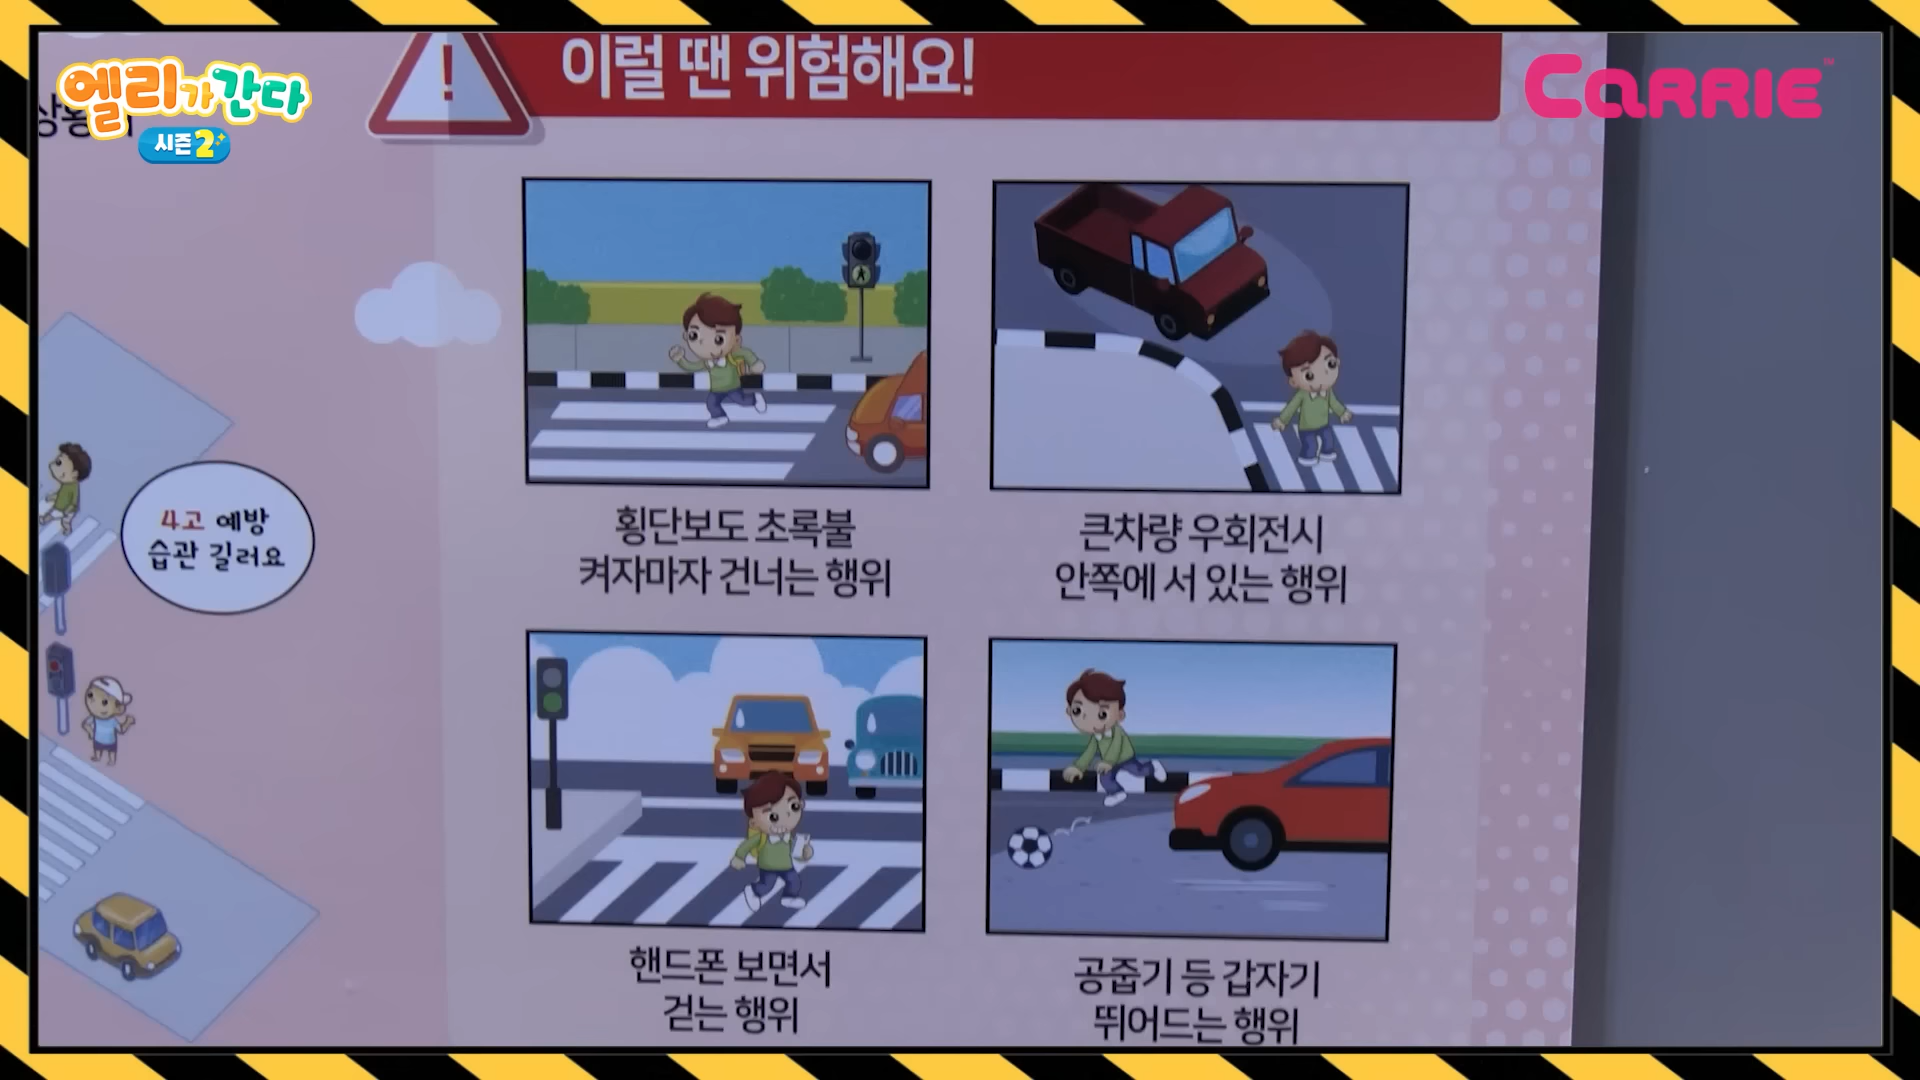 엘리가 간다
시즌2
CARRIE
이럴 땐 위험해요!
4고 예방
습관 길러요
횡단보도 초록불
켜자마자 건너는 행위
큰차량 우회전시
안쪽에 서 있는 행위
핸드폰 보면서
걷는 행위
공줍기 등 갑자기
뛰어드는 행위